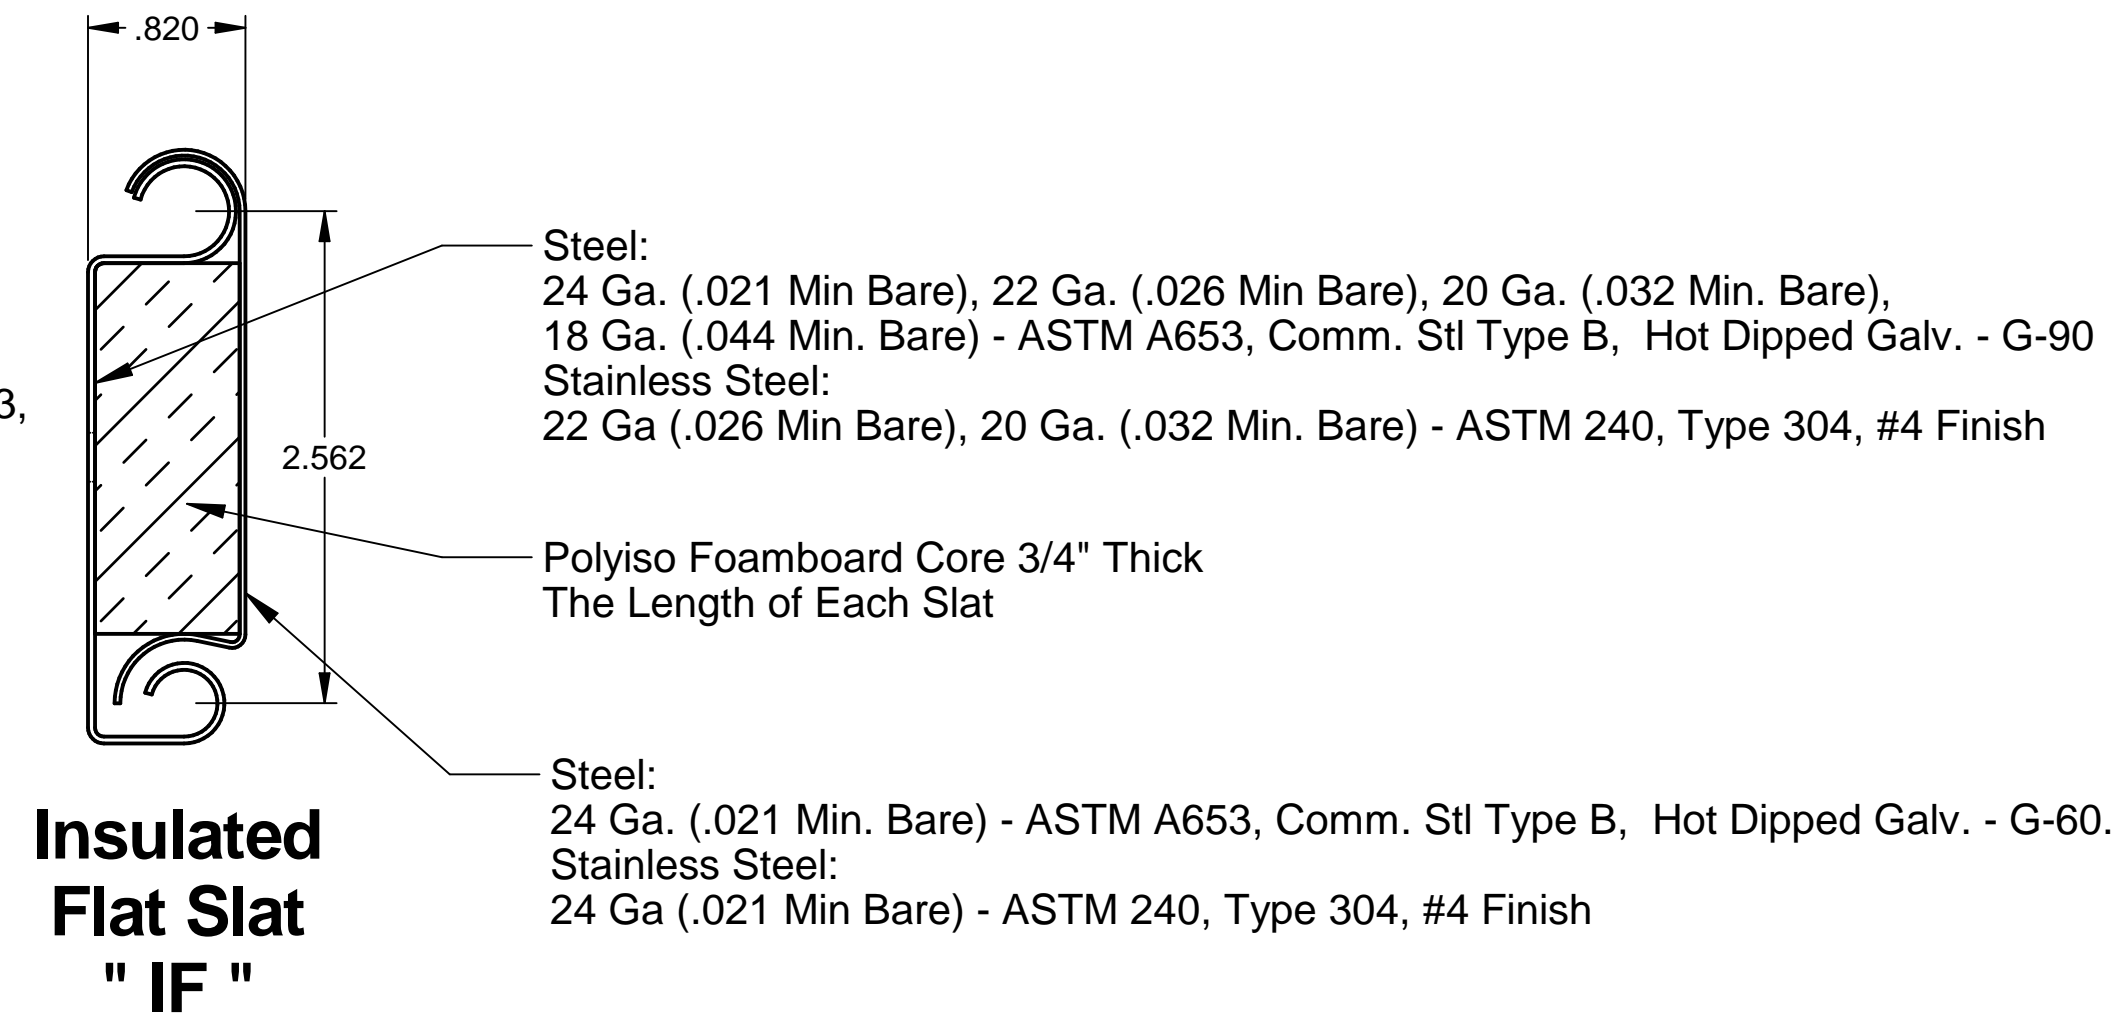 .820
Steel:
24 Ga. (.021 Min Bare), 22 Ga. (.026 Min Bare), 20 Ga. (.032 Min. Bare),
18 Ga. (.044 Min. Bare) - ASTM A653, Comm. Stl Type B,  Hot Dipped Galv. - G-90
Stainless Steel:
22 Ga (.026 Min Bare), 20 Ga. (.032 Min. Bare) - ASTM 240, Type 304, #4 Finish
3,
2.562
Polyiso Foamboard Core 3/4" Thick
The Length of Each Slat
Steel:
24 Ga. (.021 Min. Bare) - ASTM A653, Comm. Stl Type B,  Hot Dipped Galv. - G-60.
Stainless Steel:
24 Ga (.021 Min Bare) - ASTM 240, Type 304, #4 Finish
Insulated
Flat Slat
" IF "